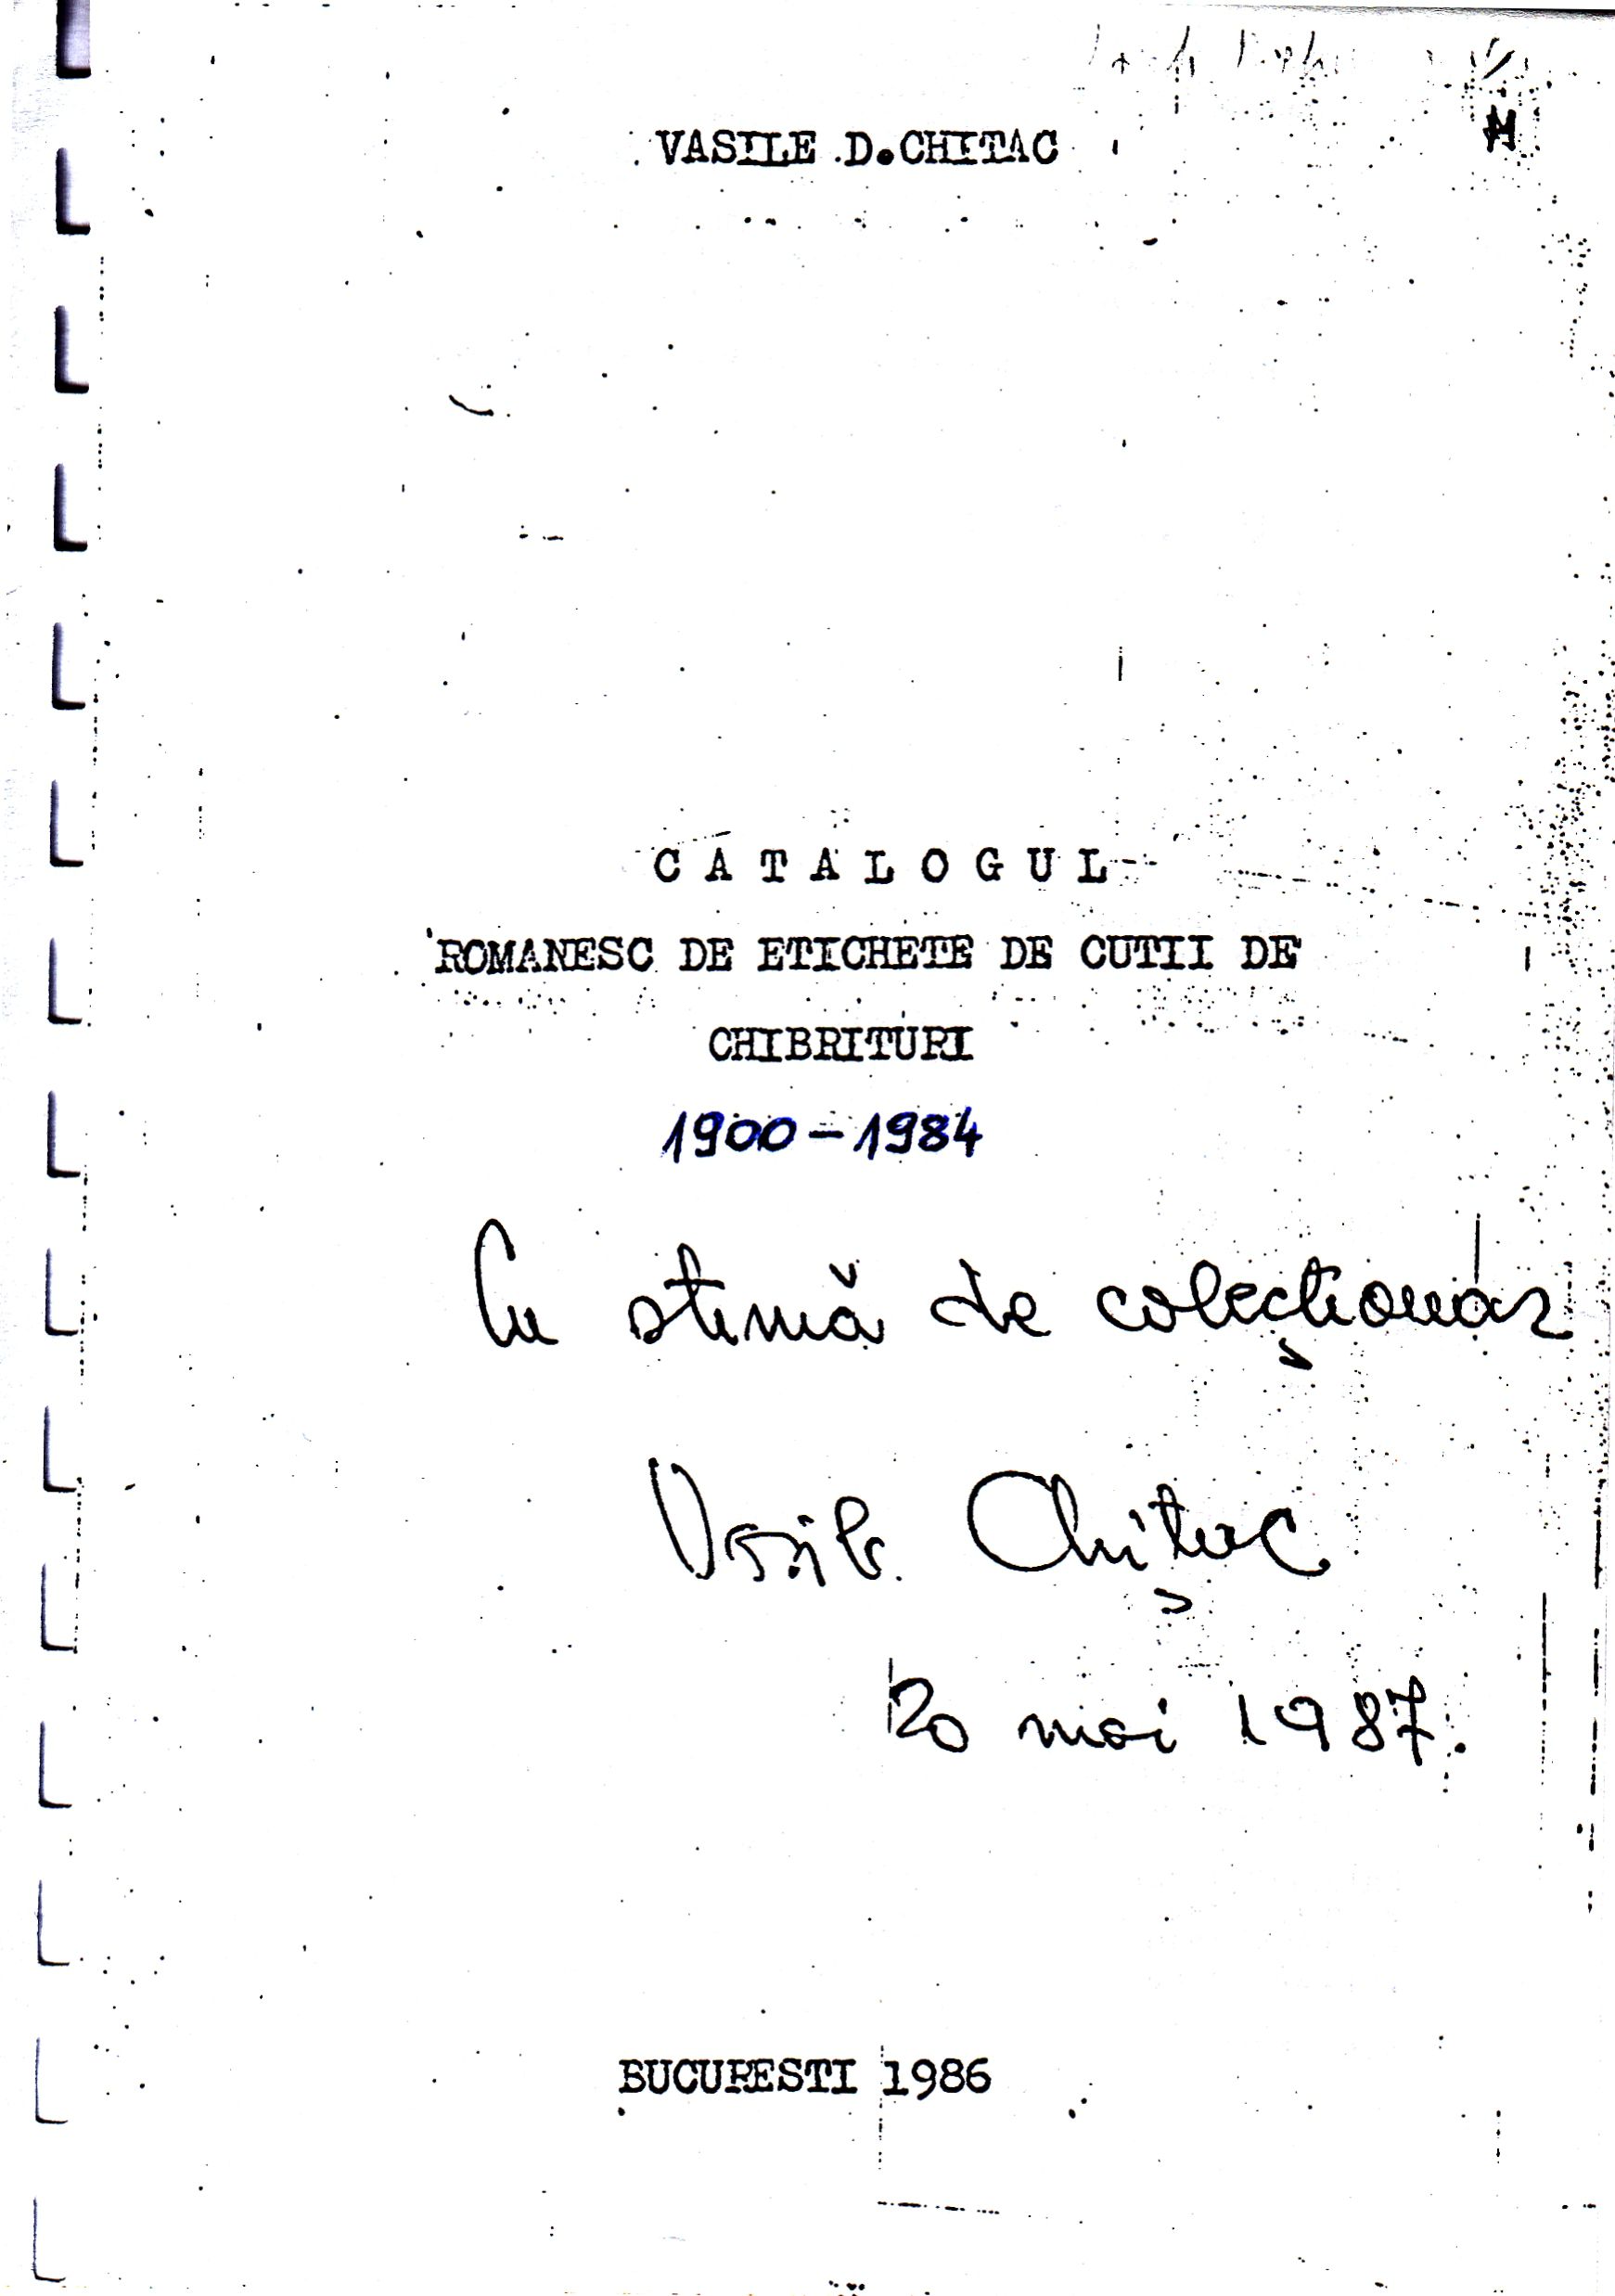 VASILE D.CHITAC
C A T A L O G U L
ROMANESC DE ETICHETE DE CUTII DE
CHIBRITURI
1900-1984
Cu stimă de colecționar
Vasile Chițac
20 mai 1987.
BUCURESTI 1986